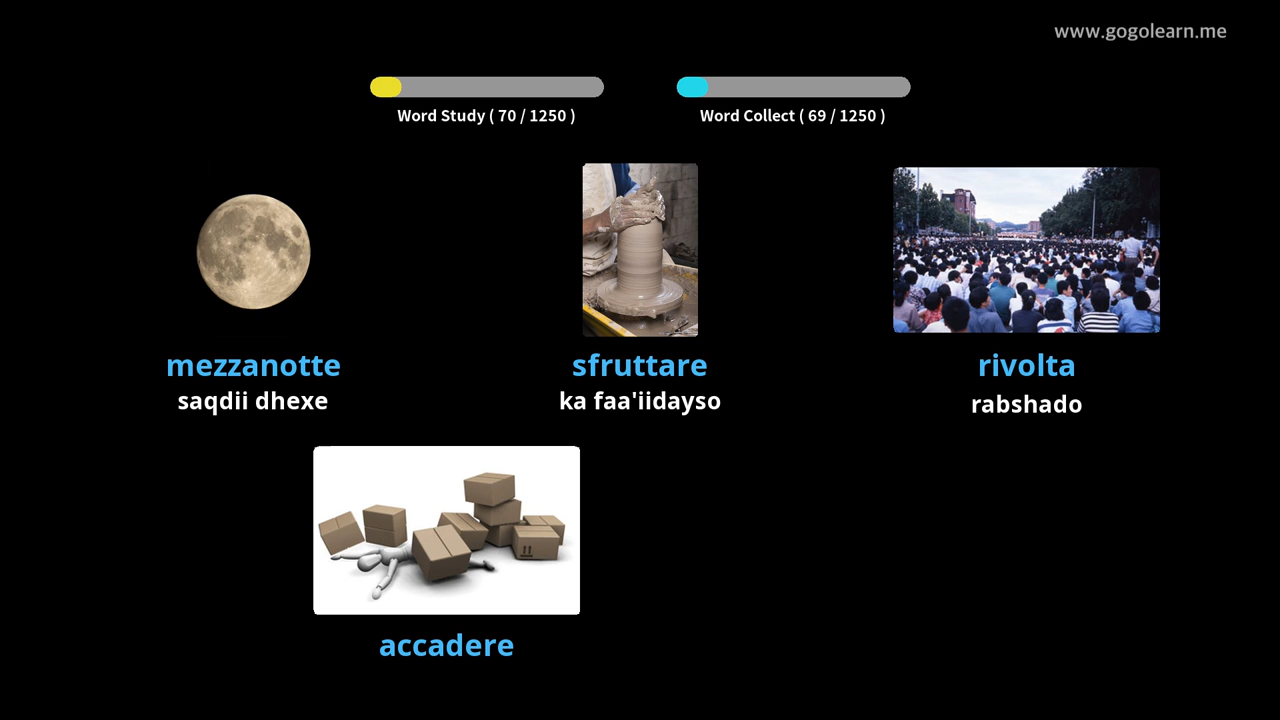 www.gogolearn.me
Word Study ( 70 / 1250 )
Word Collect ( 69 / 1250 )
mezzanotte
saqdii dhexe
sfruttare
ka faa'iidayso
rivolta
rabshado
accadere